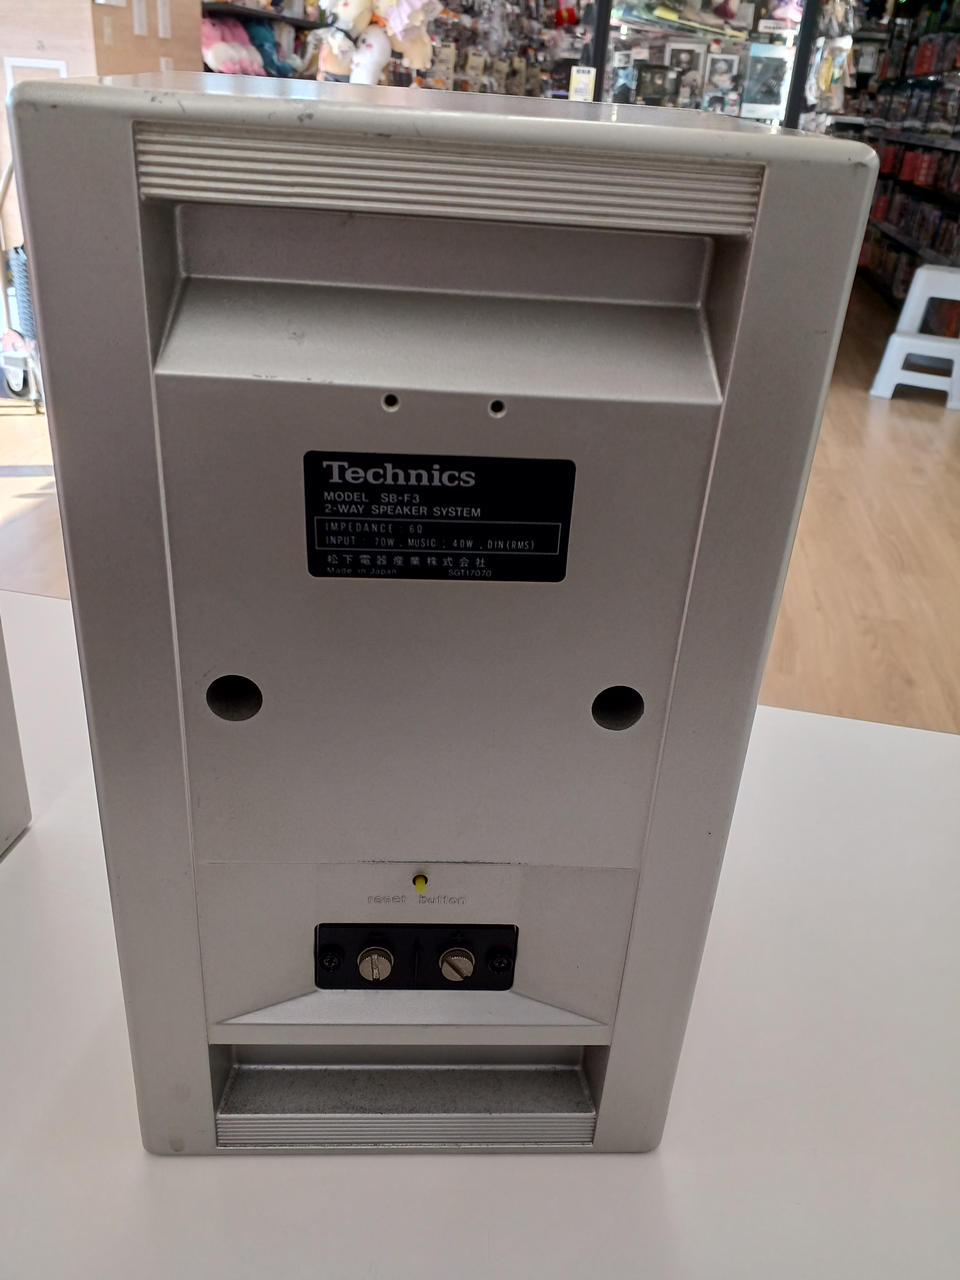 Technics
MODEL SB-F3
2-WAY SPEAKER SYSTEM
IMPEDANCE : 6Ω
INPUT : 70W . MUSIC ; 40W . DIN (RMS)
松下電器産業株式会社
Made in Japan SGT17070
reset button